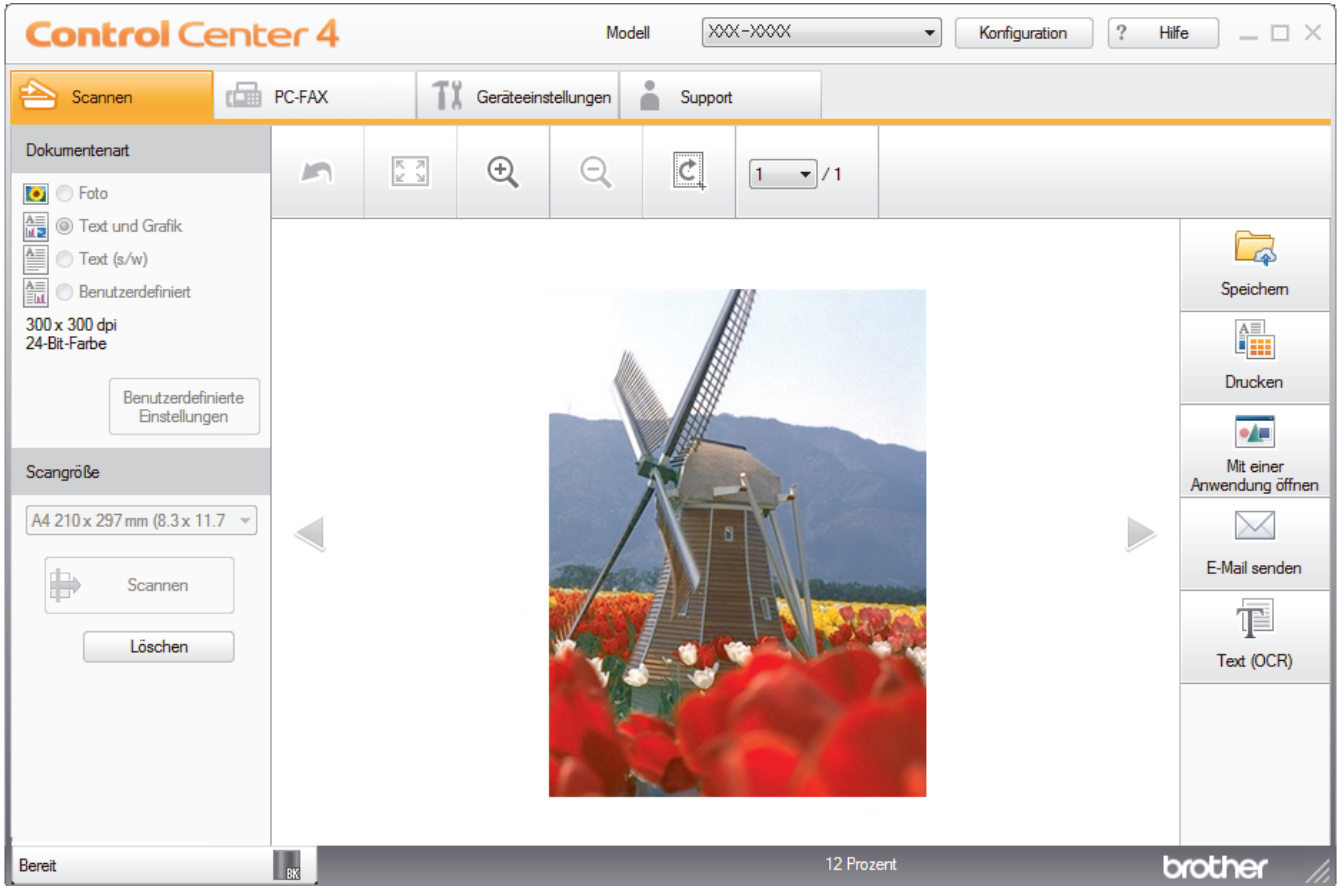 Control Center 4
Modell
XXX-XXXX
Konfiguration
? Hilfe
Scannen
PC-FAX
Geräteeinstellungen
Support
Dokumentenart
Foto
Text und Grafik
Text (s/w)
Benutzerdefiniert
300 x 300 dpi
24-Bit-Farbe
Benutzerdefinierte
Einstellungen
Scangröße
A4 210 x 297 mm (8.3 x 11.7
Scannen
Löschen
1 / 1
Speichern
Drucken
Mit einer
Anwendung öffnen
E-Mail senden
Text (OCR)
Bereit
BK
12 Prozent
brother